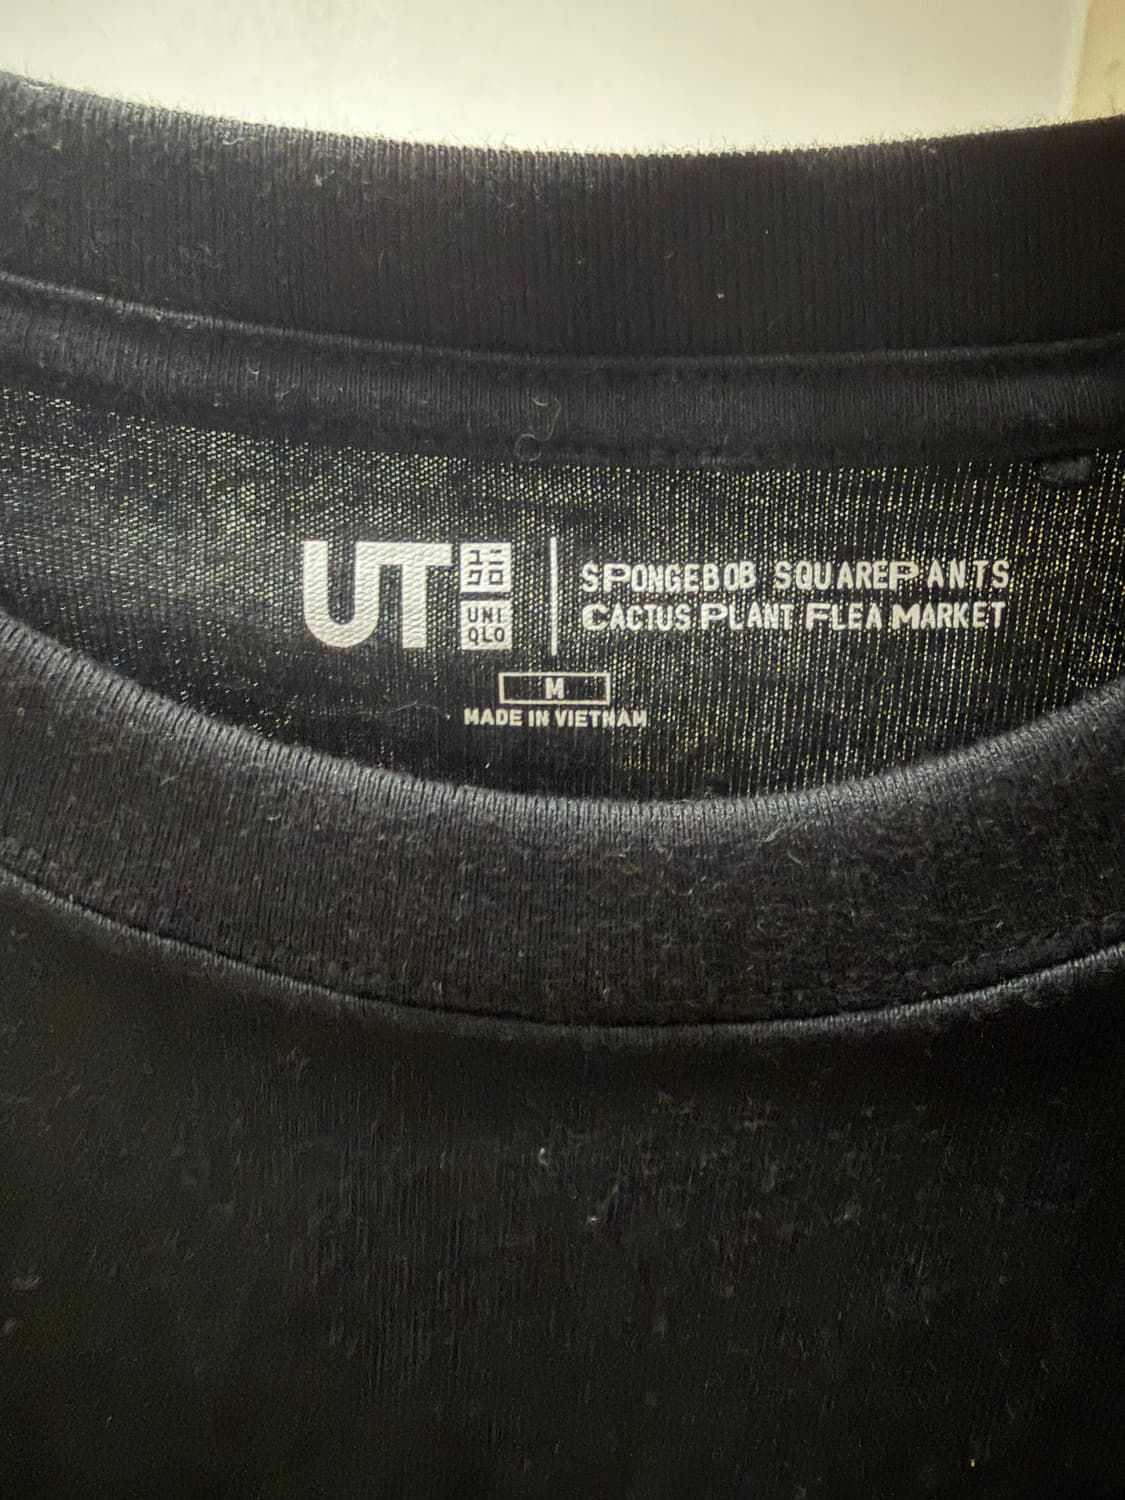 UT
ユニ
クロ
UNI
QLO
SPONGEBOB SQUAREPANTS
CACTUS PLANT FLEA MARKET
M
MADE IN VIETNAM